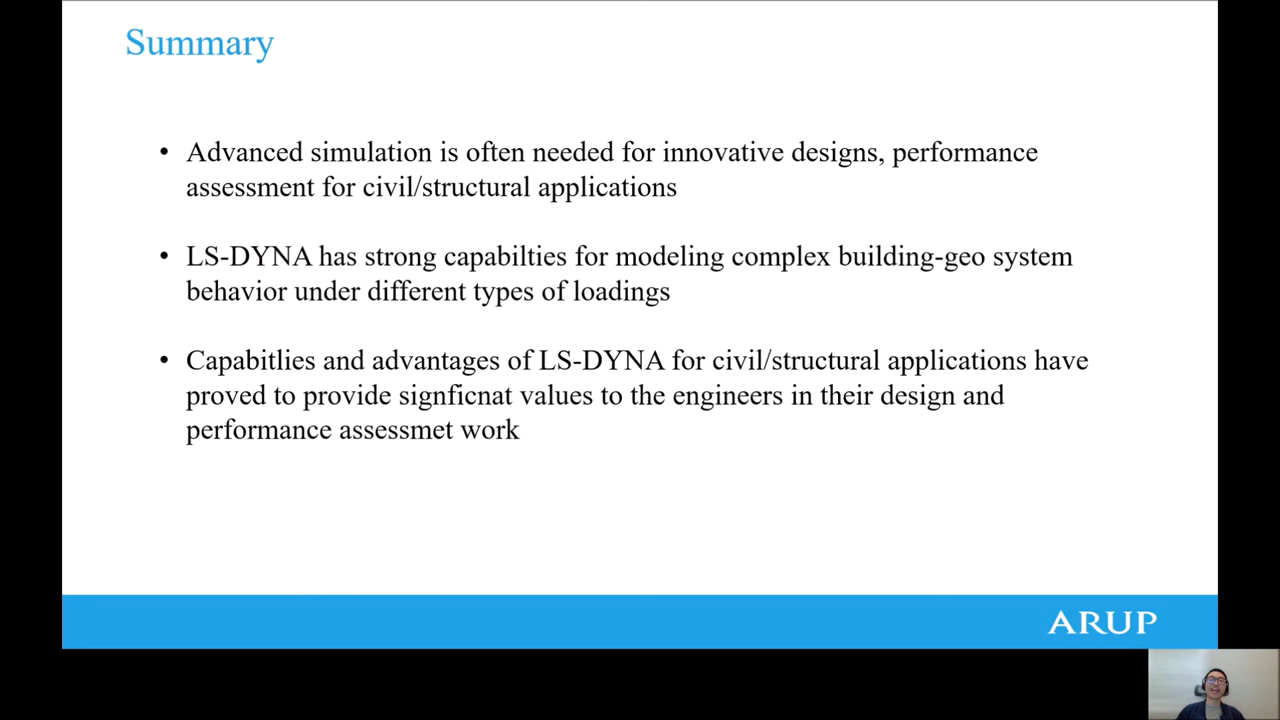 Summary
• Advanced simulation is often needed for innovative designs, performance
assessment for civil/structural applications
• LS-DYNA has strong capabilties for modeling complex building-geo system
behavior under different types of loadings
• Capabitlies and advantages of LS-DYNA for civil/structural applications have
proved to provide signficnat values to the engineers in their design and
performance assessmet work
ARUP